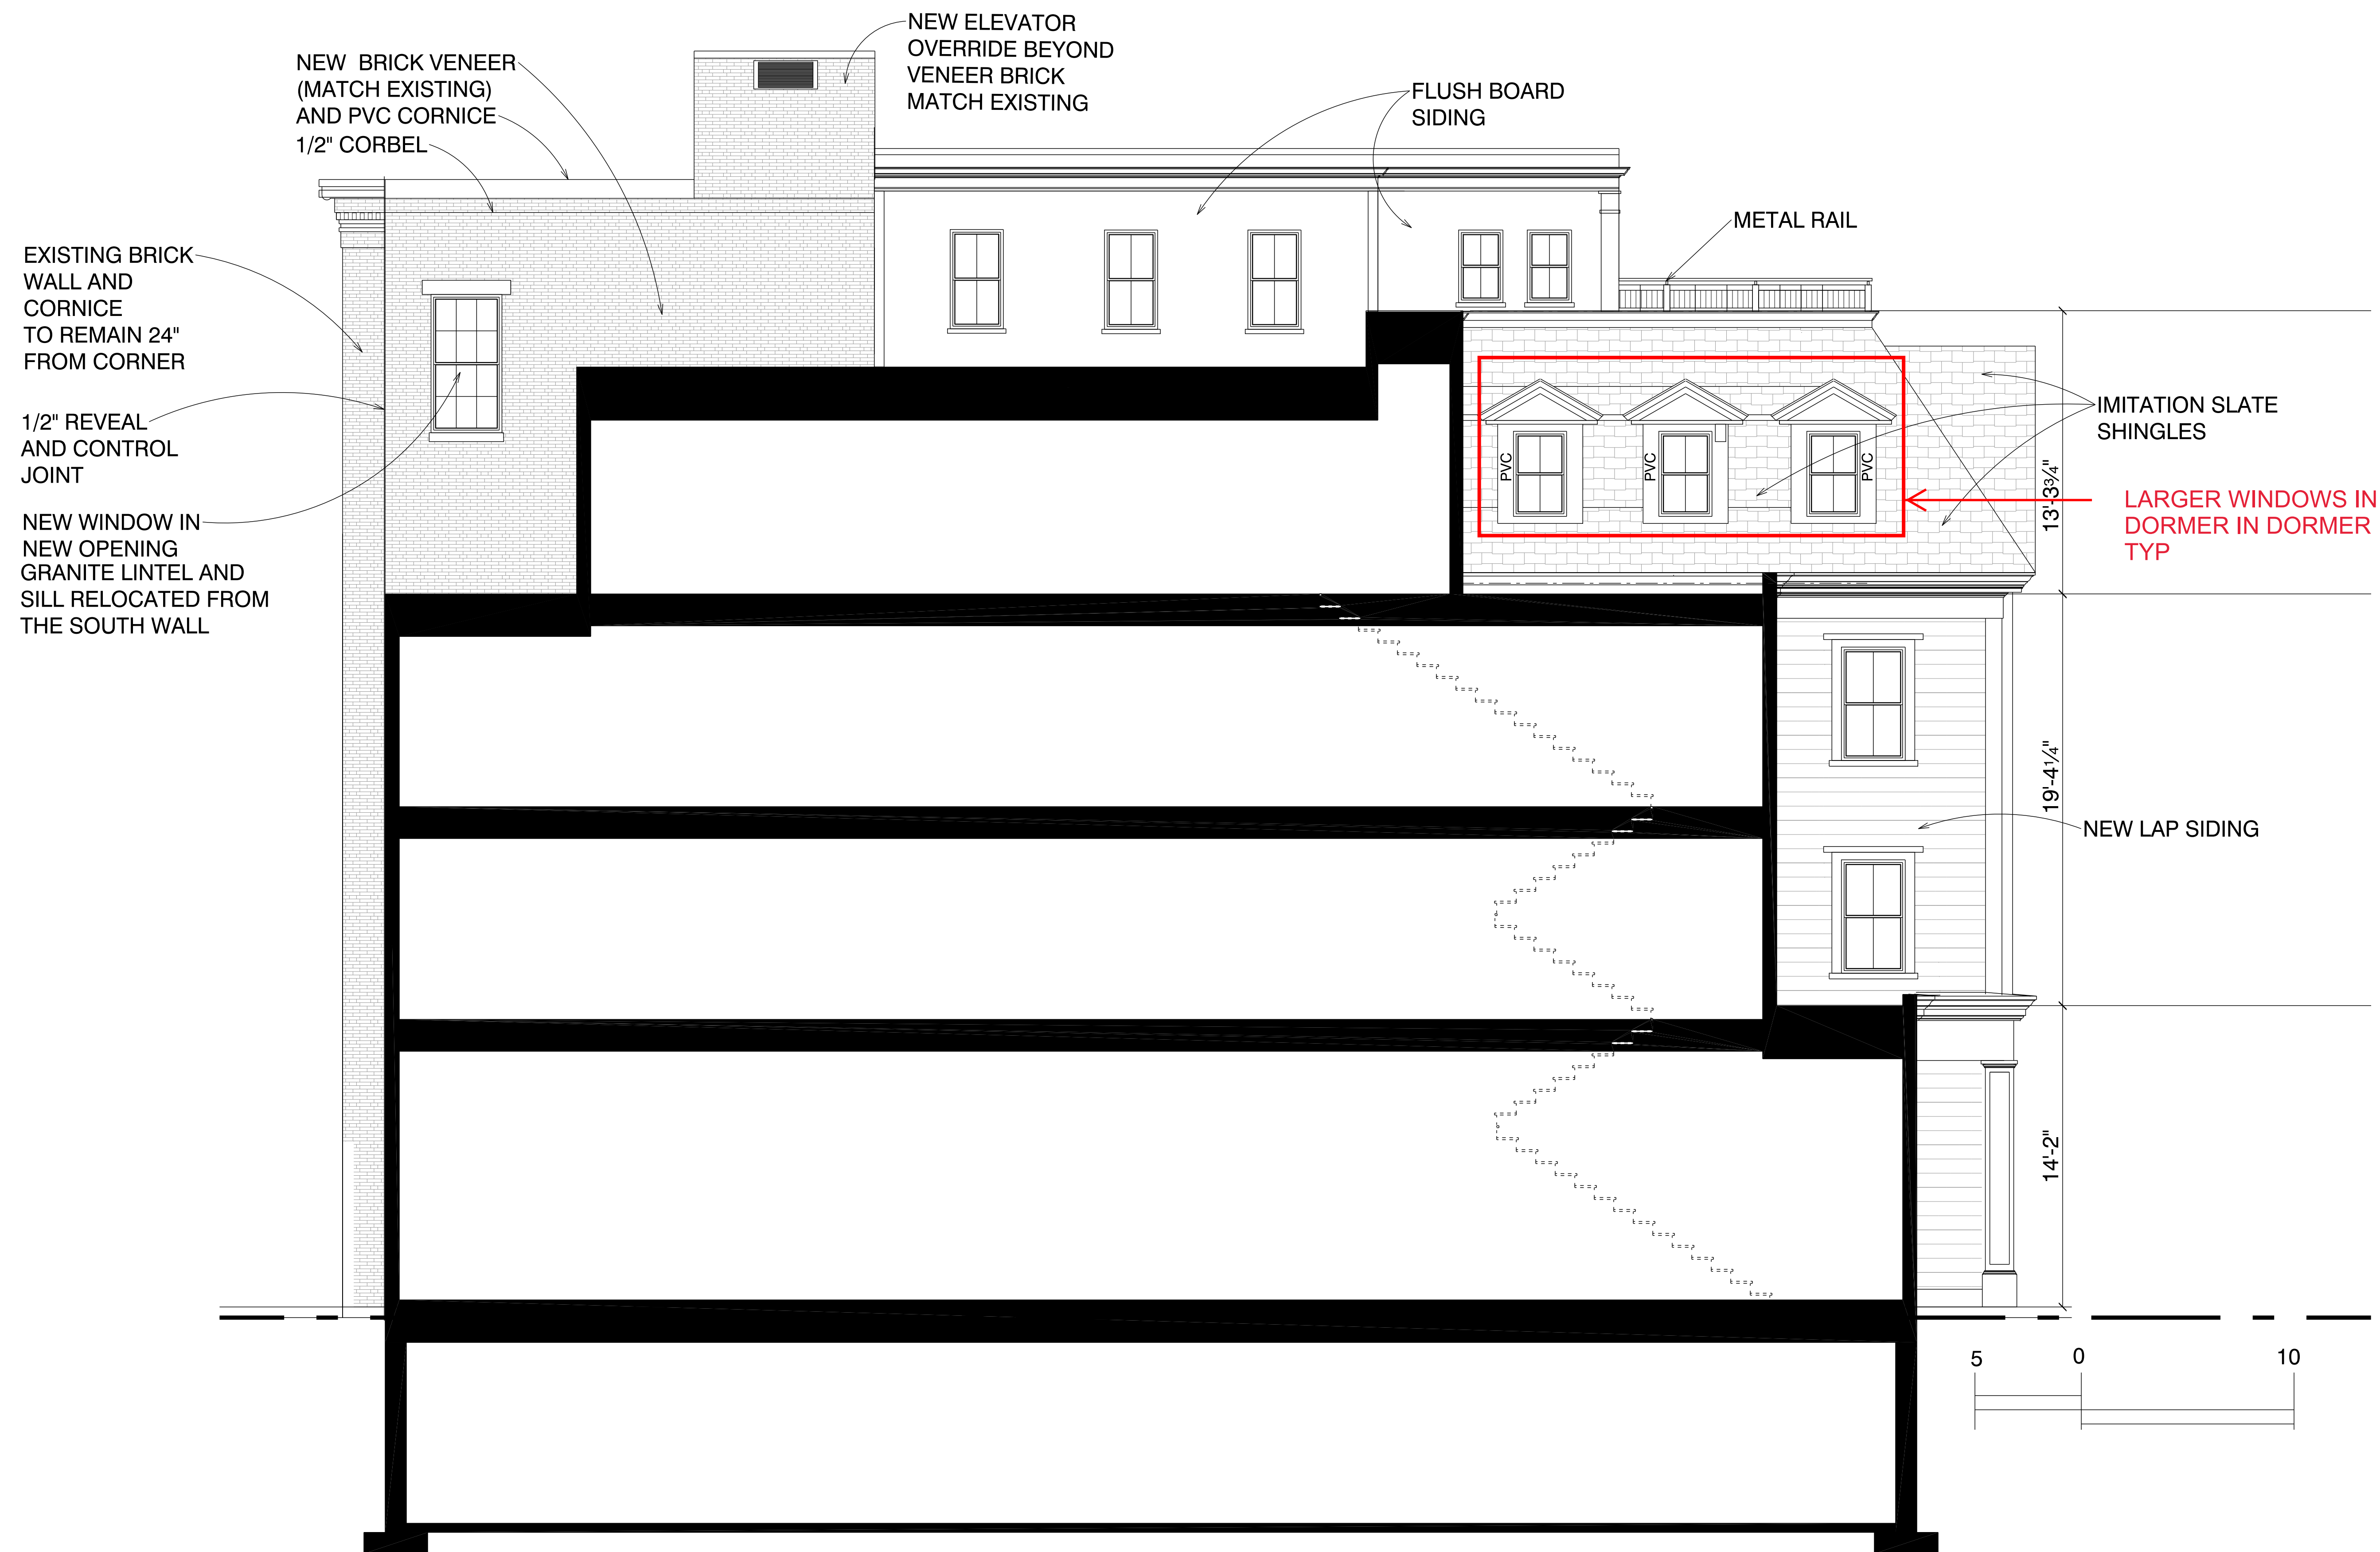 NEW ELEVATOR
OVERRIDE BEYOND
VENEER BRICK
MATCH EXISTING
NEW BRICK VENEER
(MATCH EXISTING)
AND PVC CORNICE
1/2" CORBEL
FLUSH BOARD
SIDING
METAL RAIL
EXISTING BRICK
WALL AND
CORNICE
TO REMAIN 24"
FROM CORNER
1/2" REVEAL
AND CONTROL
JOINT
NEW WINDOW IN
NEW OPENING
GRANITE LINTEL AND
SILL RELOCATED FROM
THE SOUTH WALL
PVC
PVC
PVC
IMITATION SLATE
SHINGLES
13'-3¾"
LARGER WINDOWS IN
DORMER IN DORMER
TYP
19'-4¼"
NEW LAP SIDING
14'-2"
5 0 10